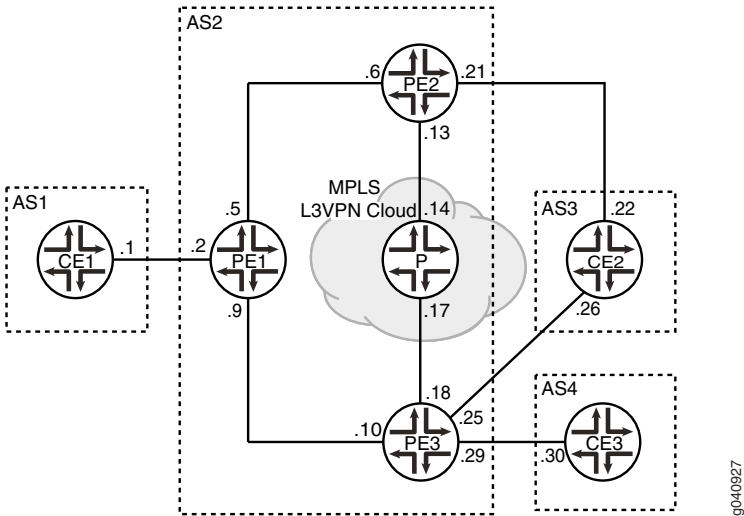 AS2
.6
PE2
.21
.13
MPLS
L3VPN Cloud
.14
AS1
CE1
.1
.2
.5
PE1
.9
P
.17
AS3
.22
CE2
.26
.18
.25
.10
PE3
.29
AS4
.30
CE3
g040927